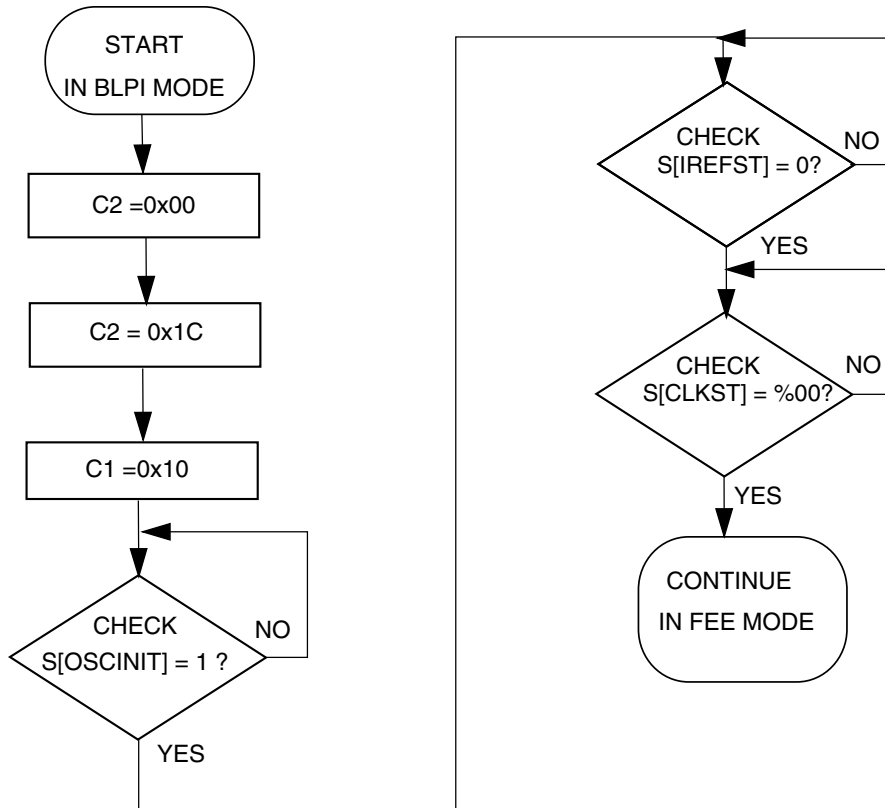 START
IN BLPI MODE
C2 =0x00
C2 = 0x1C
C1 =0x10
CHECK
S[OSCINIT] = 1 ?
NO
YES
CHECK
S[IREFST] = 0?
NO
YES
CHECK
S[CLKST] = %00?
NO
YES
CONTINUE
IN FEE MODE